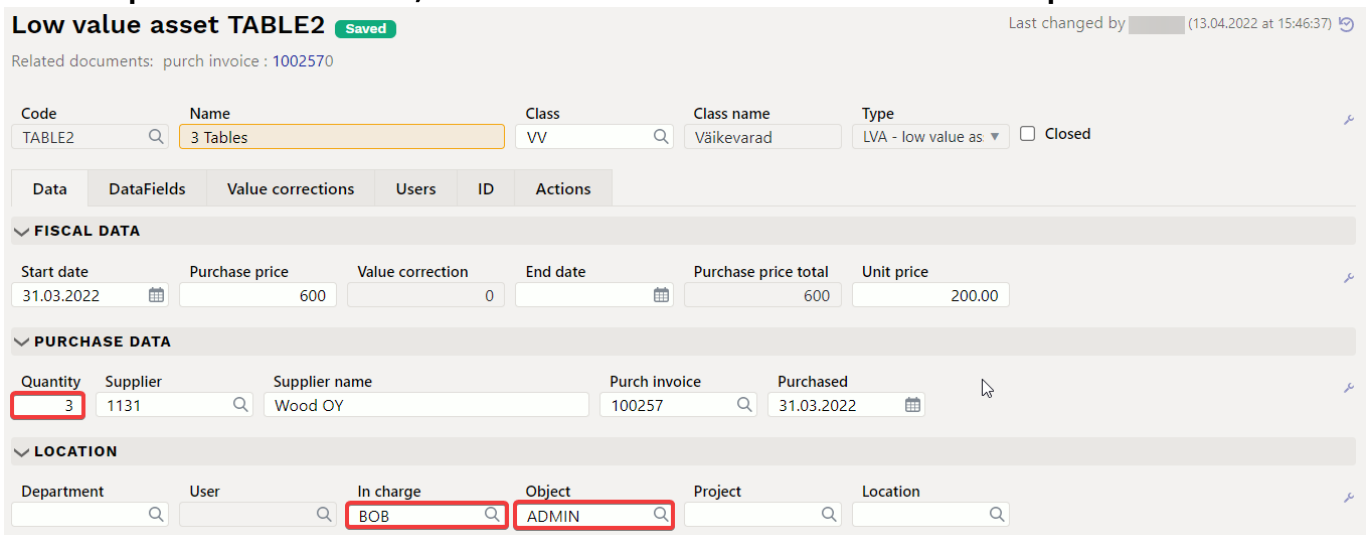 Low value asset TABLE2 Saved Last changed by (13.04.2022 at 15:46:37)
Related documents: purch invoice : 1002570
Code Name Class Class name Type
TABLE2 3 Tables VV Väikevarad LVA - low value as Closed
Data DataFields Value corrections Users ID Actions
FISCAL DATA
Start date Purchase price Value correction End date Purchase price total Unit price
31.03.2022 600 0 600 200.00
PURCHASE DATA
Quantity Supplier Supplier name Purch invoice Purchased
3 1131 Wood OY 100257 31.03.2022
LOCATION
Department User In charge Object Project Location
BOB ADMIN